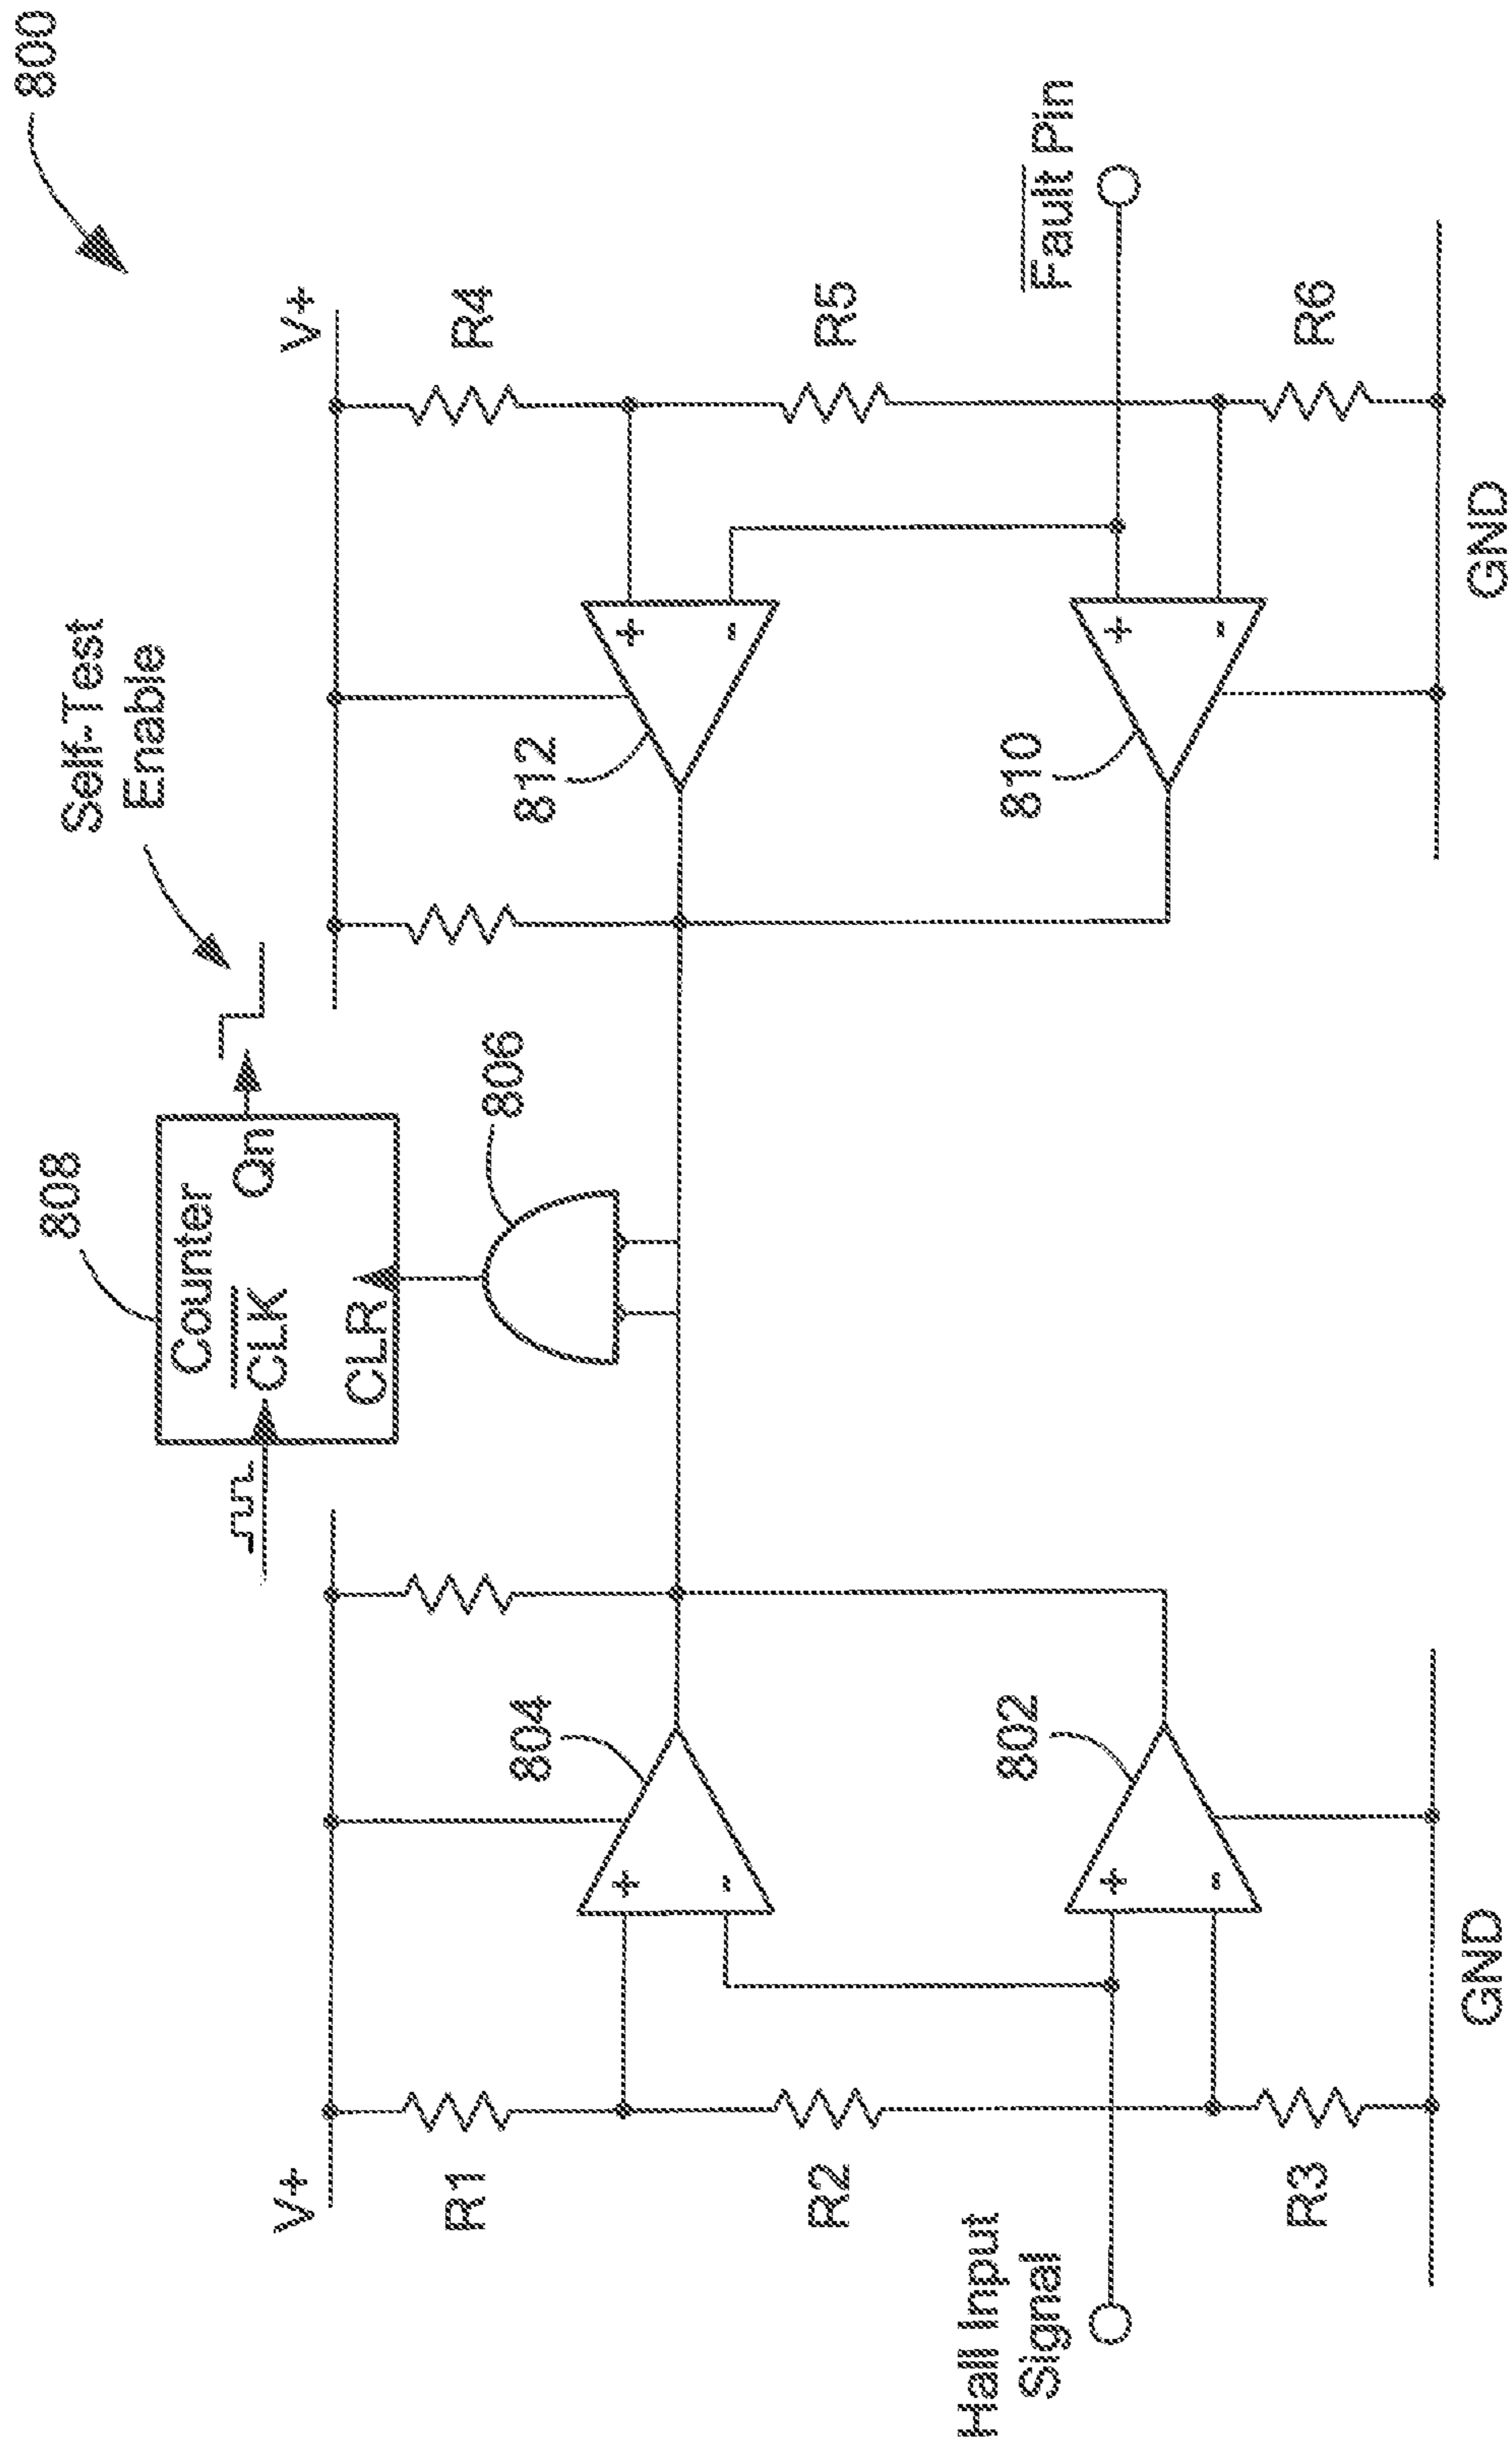 800
Self-Test
Enable
808
Counter
CLK
Qn
CLR
V+
V+
806
R1
804
812
R4
R2
R5
Hall Input
Signal
802
810
Fault Pin
R3
R6
GND
GND
+
-
+
-
+
-
+
-